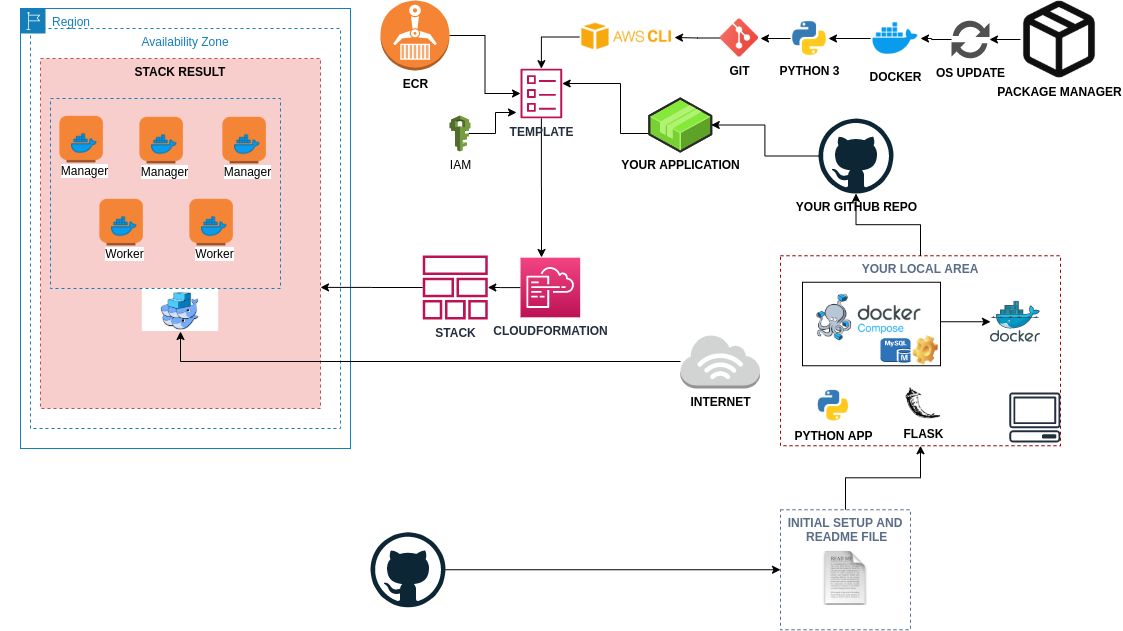 Region
Availability Zone
STACK RESULT
Manager
Manager
Manager
Worker
Worker
ECR
IAM
TEMPLATE
AWS CLI
GIT
PYTHON 3
DOCKER
OS UPDATE
PACKAGE MANAGER
YOUR APPLICATION
YOUR GITHUB REPO
STACK
CLOUDFORMATION
INTERNET
YOUR LOCAL AREA
docker
Compose
MySQL
M
docker
PYTHON APP
FLASK
INITIAL SETUP AND
README FILE
READ ME